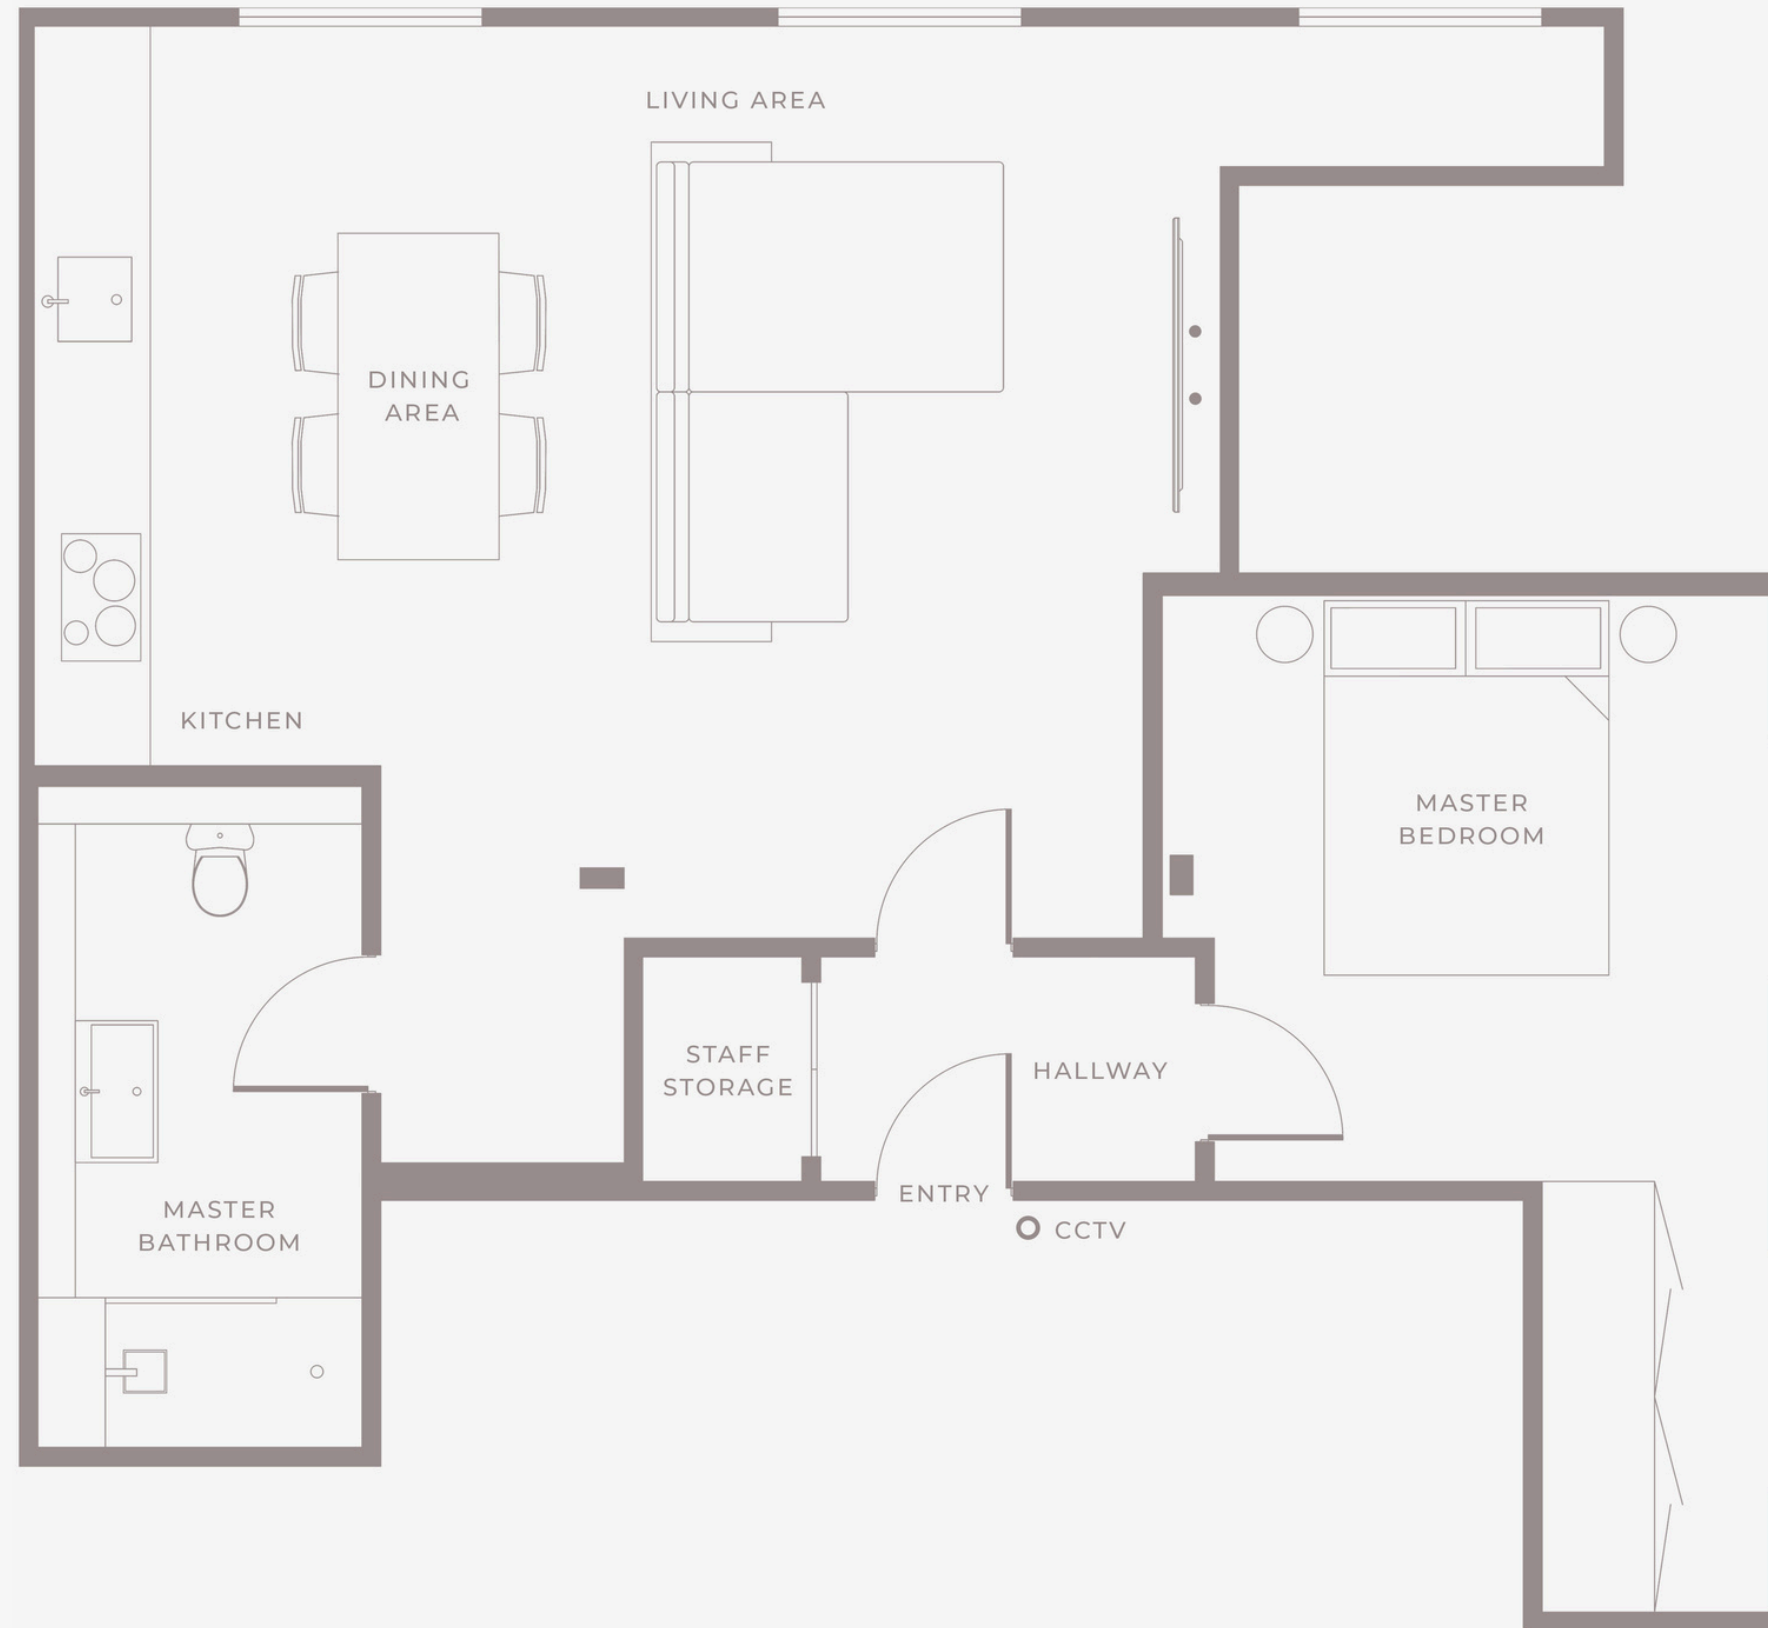 LIVING AREA
DINING
AREA
KITCHEN
MASTER
BEDROOM
STAFF
STORAGE
HALLWAY
ENTRY
CCTV
MASTER
BATHROOM